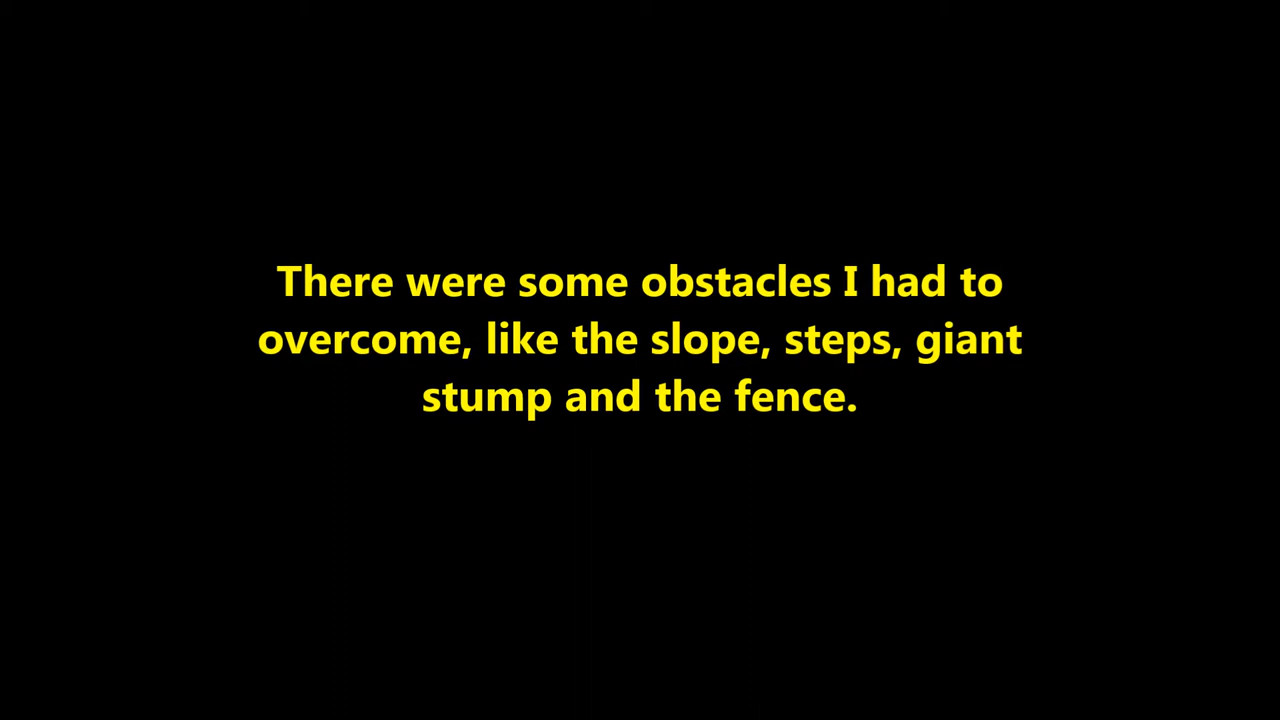 There were some obstacles I had to
overcome, like the slope, steps, giant
stump and the fence.